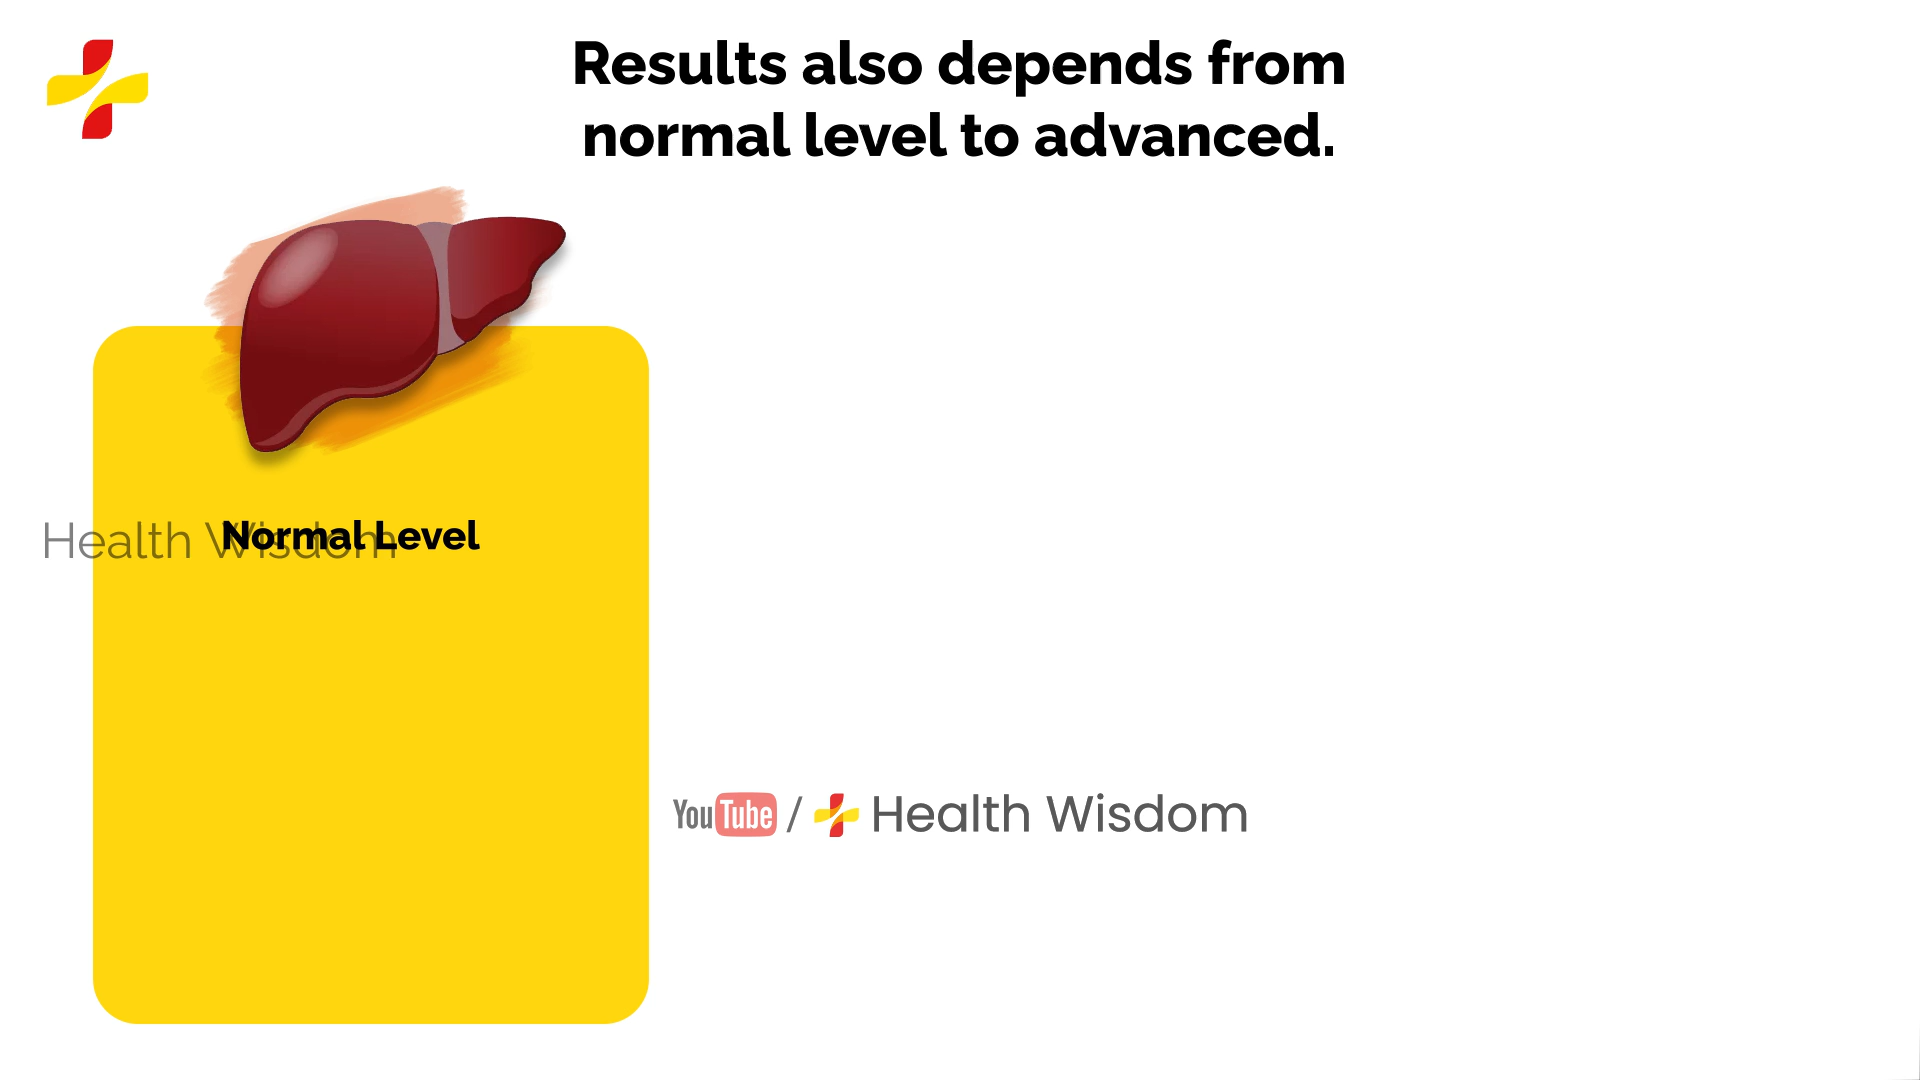 Results also depends from
normal level to advanced.
Health Wisdom
Normal Level
YouTube / Health Wisdom